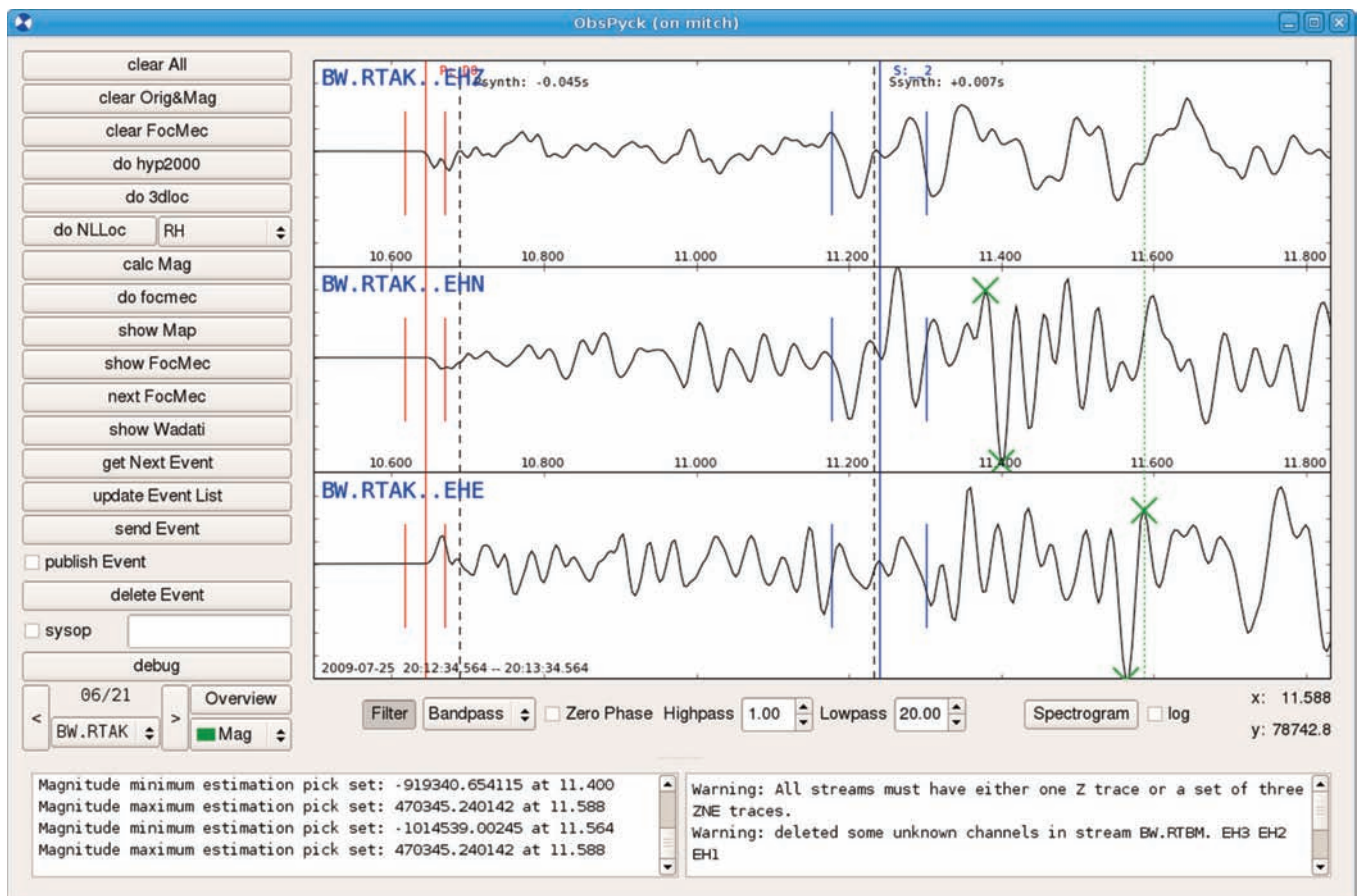 ObsPyck (on mitch)
clear All
clear Orig&Mag
clear FocMec
do hyp2000
do 3dloc
do NLLoc RH
calc Mag
do focmec
show Map
show FocMec
next FocMec
show Wadati
get Next Event
update Event List
send Event
publish Event
delete Event
sysop
debug
06/21 Overview
< BW.RTAK > Mag
BW.RTAK..EHZ
Psynth: -0.045s
S:__2
Ssynth: +0.007s
10.600 10.800 11.000 11.200 11.400 11.600 11.800
BW.RTAK..EHN
10.600 10.800 11.000 11.200 11.400 11.600 11.800
BW.RTAK..EHE
2009-07-25 20:12:34.564 -- 20:13:34.564
Filter Bandpass Zero Phase Highpass 1.00 Lowpass 20.00 Spectrogram log
x: 11.588
y: 78742.8
Magnitude minimum estimation pick set: -919340.654115 at 11.400
Magnitude maximum estimation pick set: 470345.240142 at 11.588
Magnitude minimum estimation pick set: -1014539.00245 at 11.564
Magnitude maximum estimation pick set: 470345.240142 at 11.588
Warning: All streams must have either one Z trace or a set of three
ZNE traces.
Warning: deleted some unknown channels in stream BW.RTBM. EH3 EH2
EH1